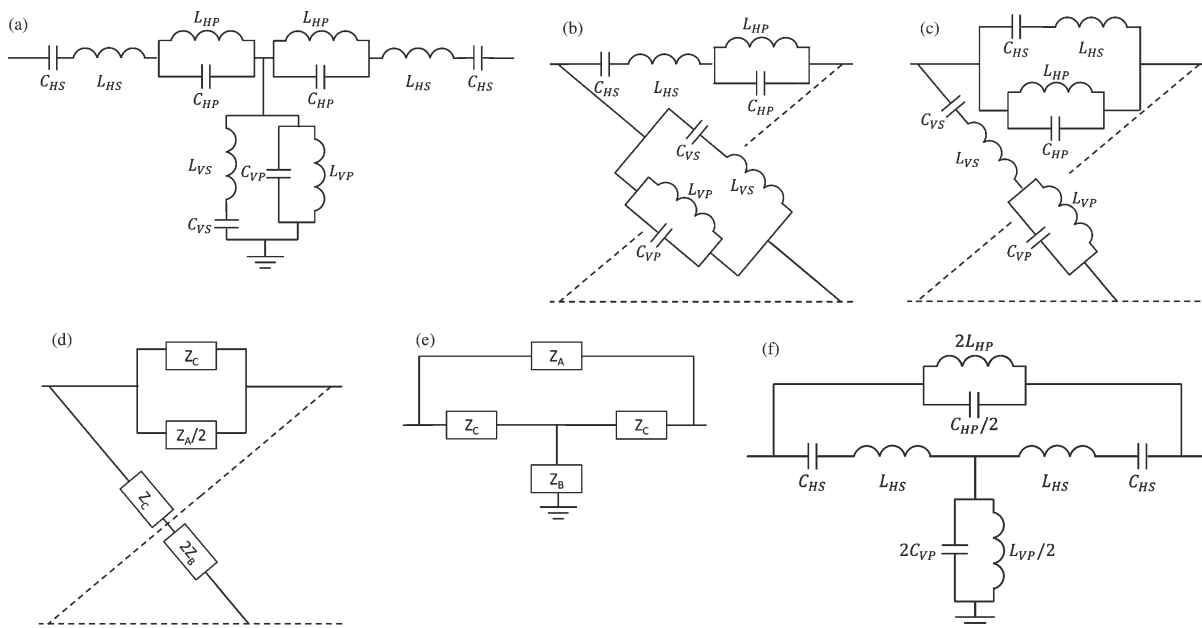 (a)
L_HP L_HP
C_HS L_HS C_HP C_HP L_HS C_HS
L_VS C_VP L_VP
C_VS
(b)
L_HP
C_HS L_HS C_HP
C_VS
L_VP L_VS
C_VP
(c)
C_HS L_HS
L_HP
C_VS
C_HP
L_VS
L_VP
C_VP
(d)
Z_C
Z_A/2
Z_C
2Z_B
(e)
Z_A
Z_C Z_C
Z_B
(f)
2L_HP
C_HP/2
C_HS L_HS L_HS C_HS
2C_VP L_VP/2